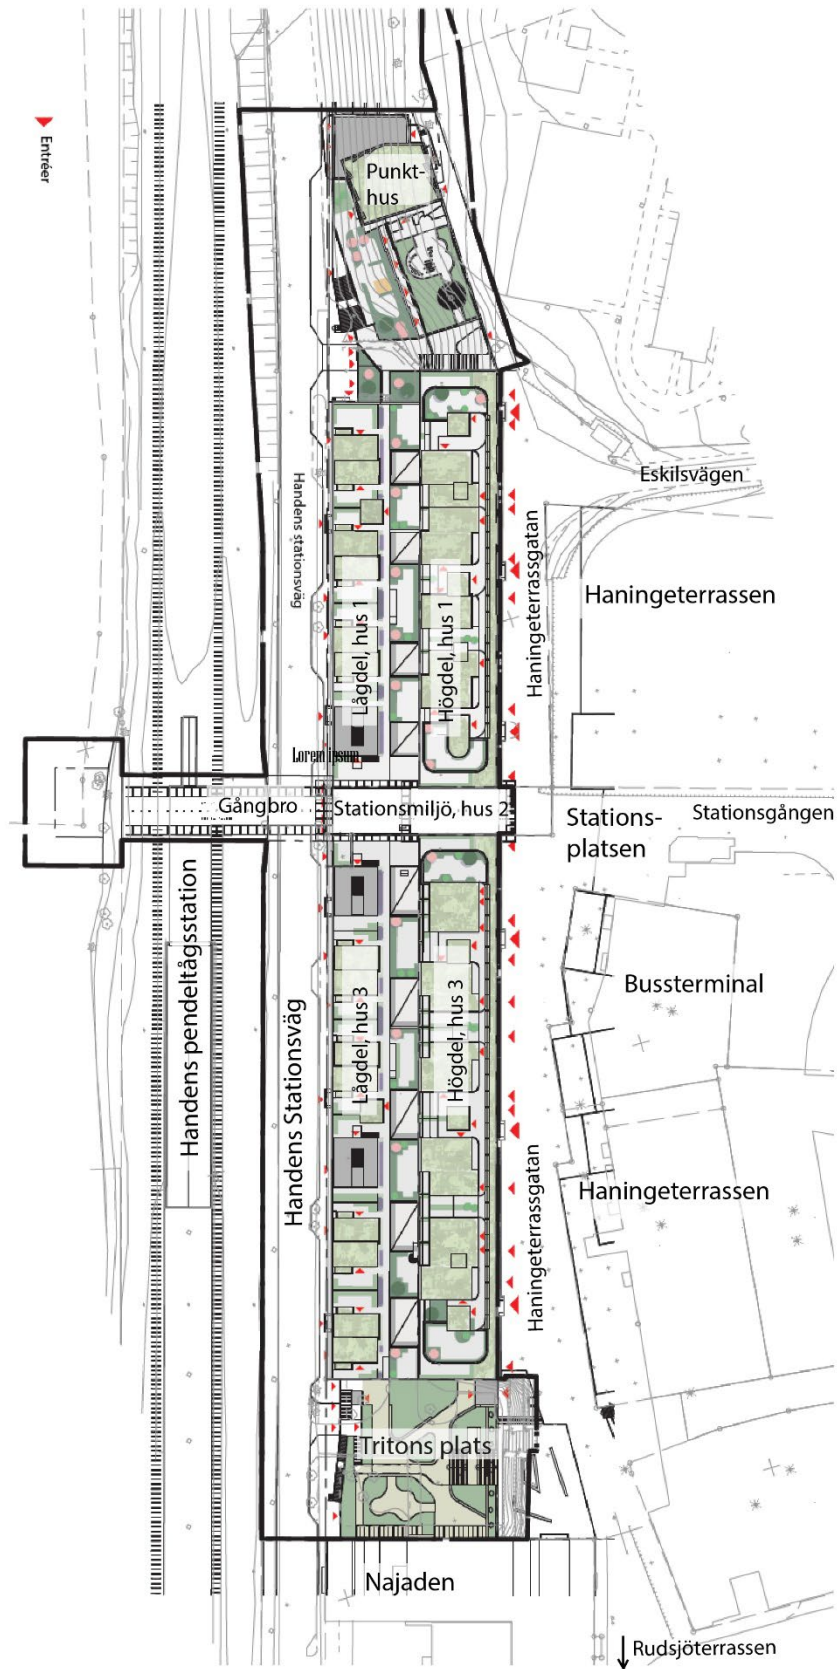 Entréer
Punkt-
hus
Eskilsvägen
Handens stationsväg
Haningeterrassgatan
Haningeterrassen
Lågdel, hus 1
Högdel, hus 1
Lorem ipsum
Gångbro
Stationsmiljö, hus 2
Stations-
platsen
Stationsgången
Handens pendeltågsstation
Handens Stationsväg
Lågdel, hus 3
Högdel, hus 3
Bussterminal
Haningeterrassgatan
Haningeterrassen
Tritons plats
Najaden
Rudsjöterrassen